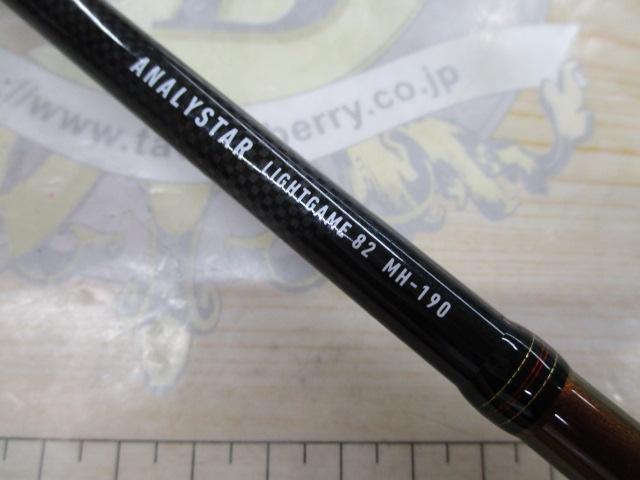 ANALYSTAR LIGHTGAME 82 MH-190
://www.ta berry.co.jp